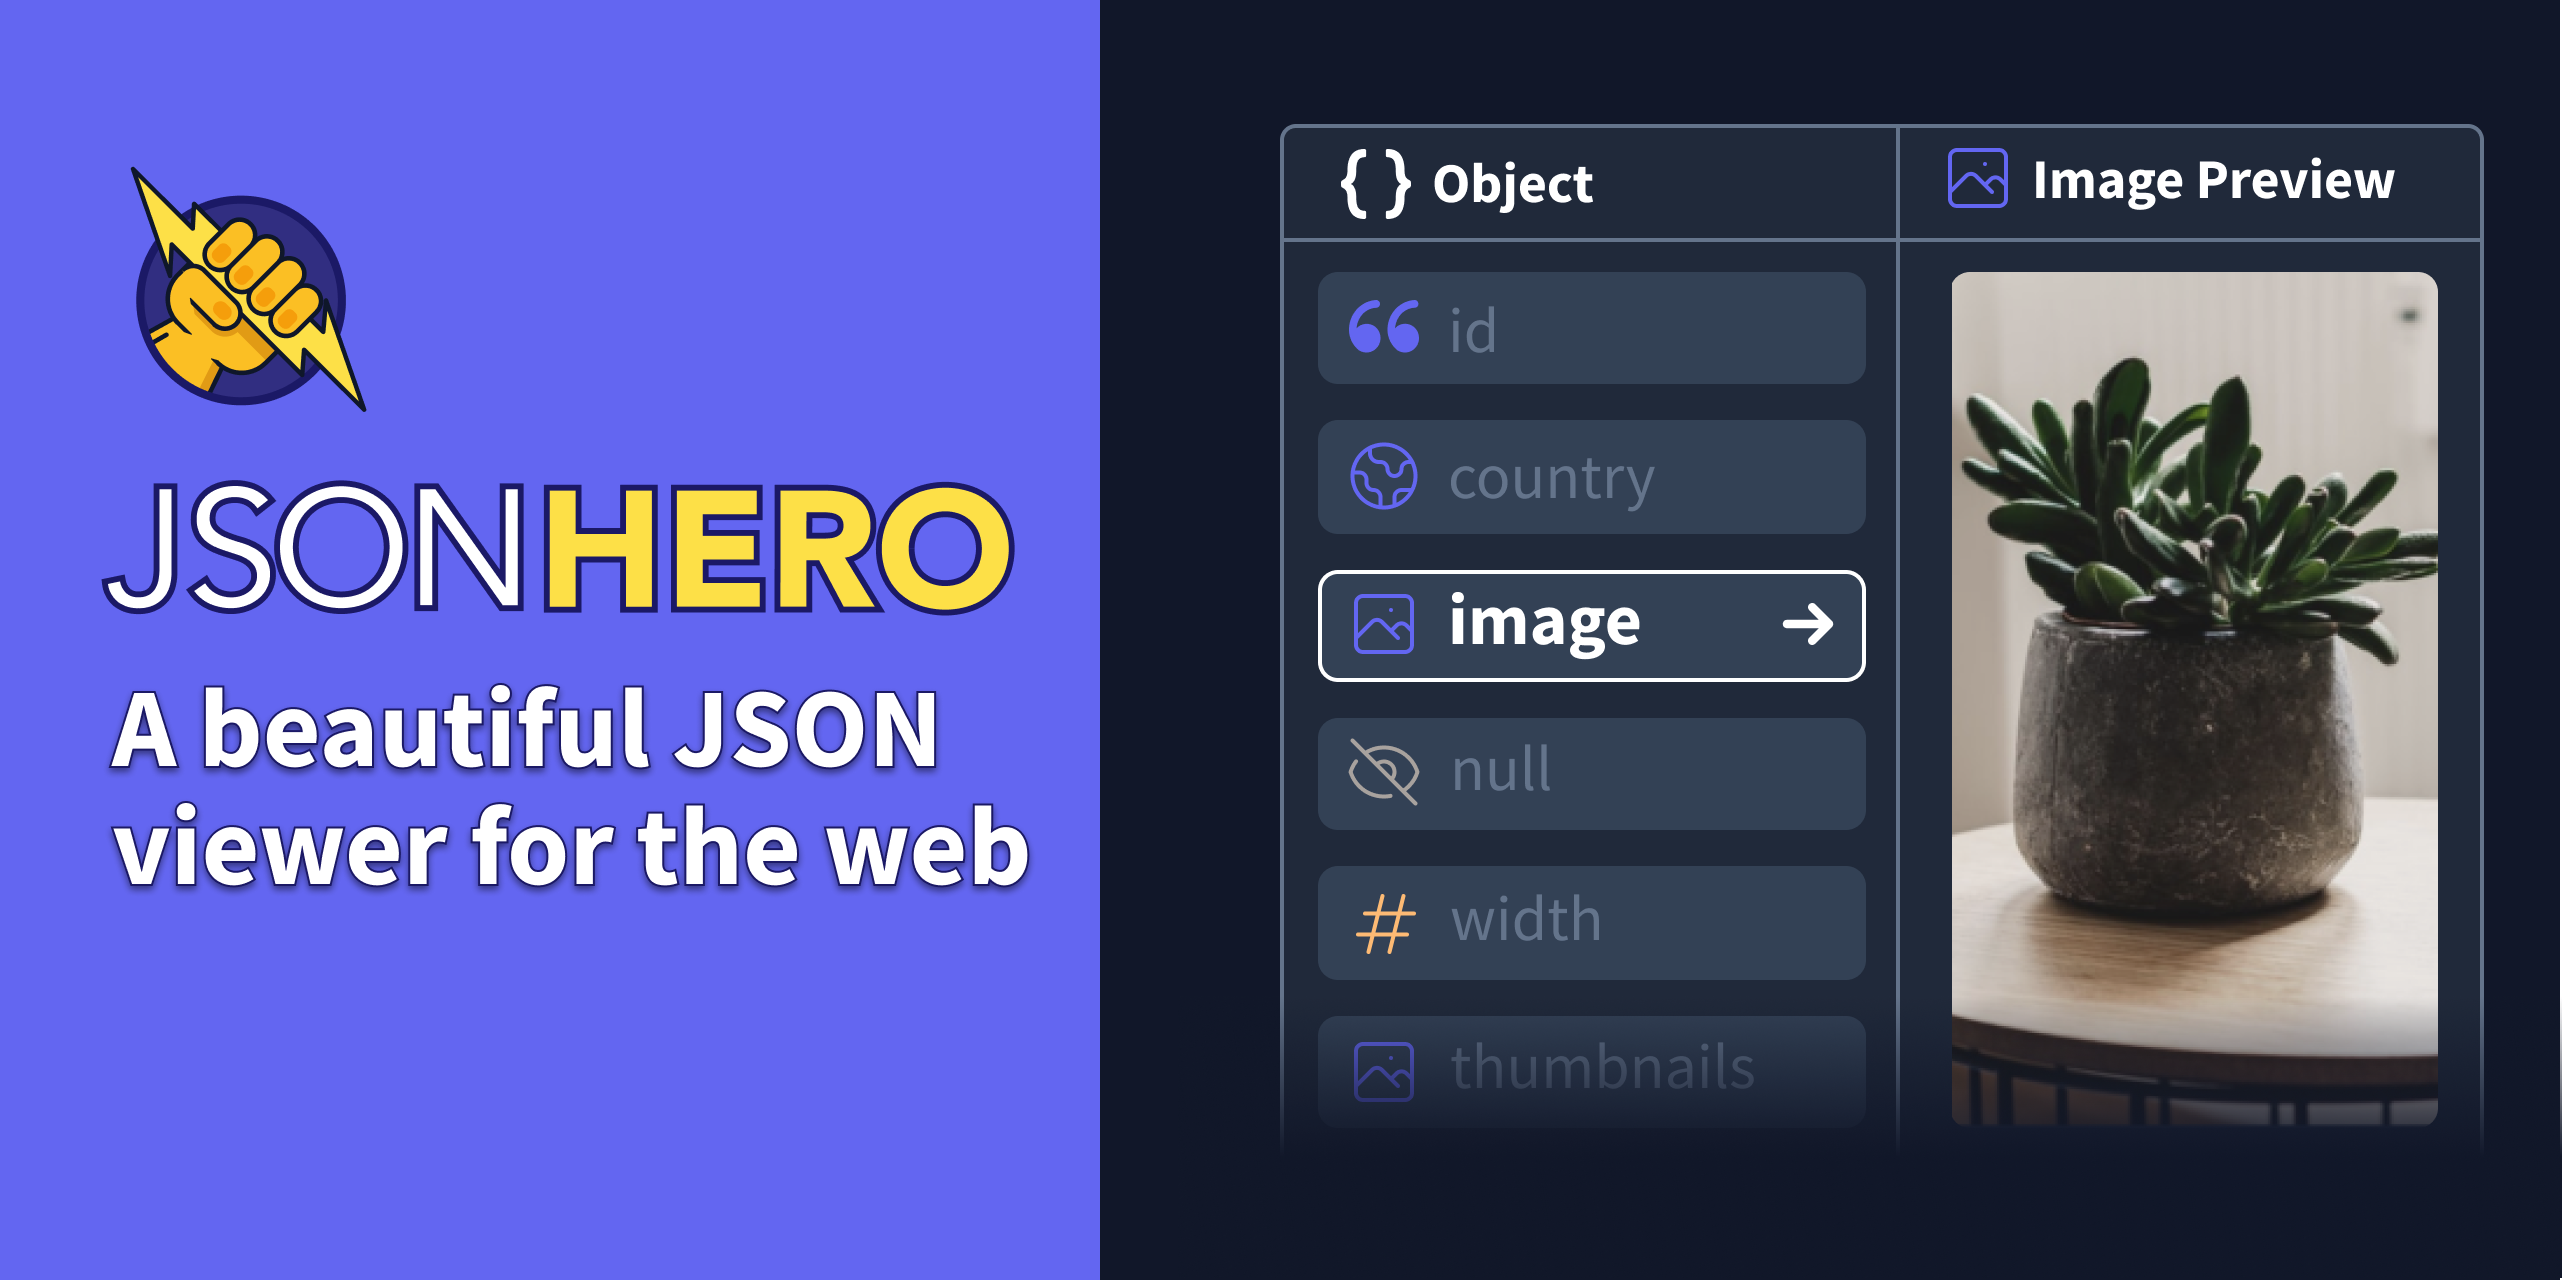 JSONHERO
A beautiful JSON
viewer for the web
{ } Object
Image Preview
id
country
image
null
# width
thumbnails